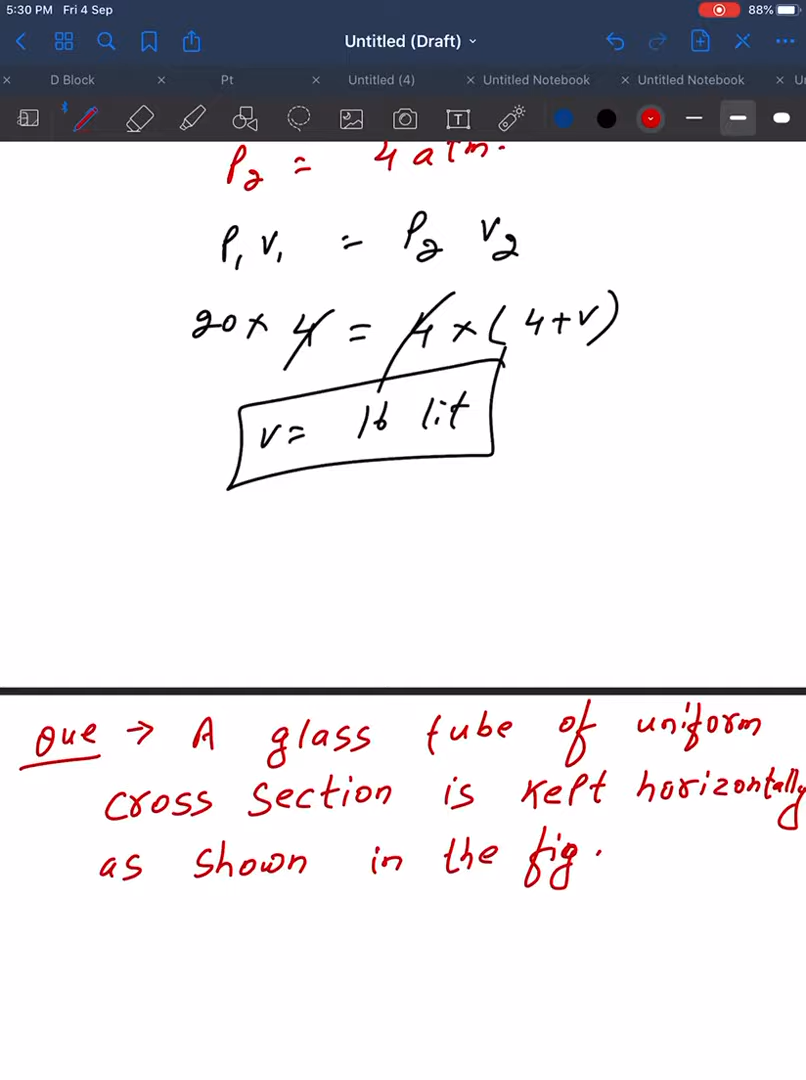 5:30 PM Fri 4 Sep
88%
Untitled (Draft)
D Block
Pt
Untitled (4)
Untitled Notebook
Untitled Notebook
P2 = 4 atm.
P1 V1 = P2 V2
20 × 4 = 4 × (4+V)
V = 16 lit
Que → A glass tube of uniform
cross section is kept horizontally
as shown in the fig.